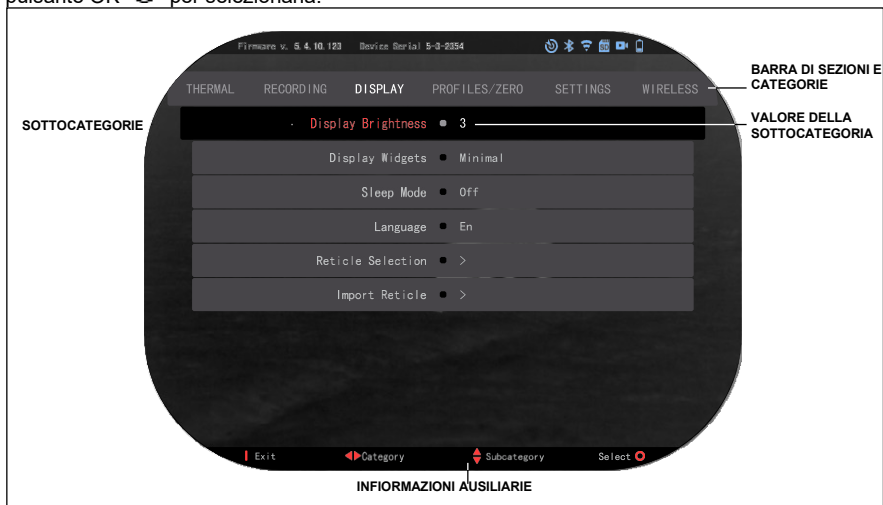 pulsante OK per selezionarla.
Firmware v. 5.4.10.123 Device Serial 5-3-2354
THERMAL RECORDING DISPLAY PROFILES/ZERO SETTINGS WIRELESS
BARRA DI SEZIONI E
CATEGORIE
SOTTOCATEGORIE
Display Brightness 3
VALORE DELLA
SOTTOCATEGORIA
Display Widgets Minimal
Sleep Mode Off
Language En
Reticle Selection >
Import Reticle >
Exit Category Subcategory Select
INFIORMAZIONI AUSILIARIE